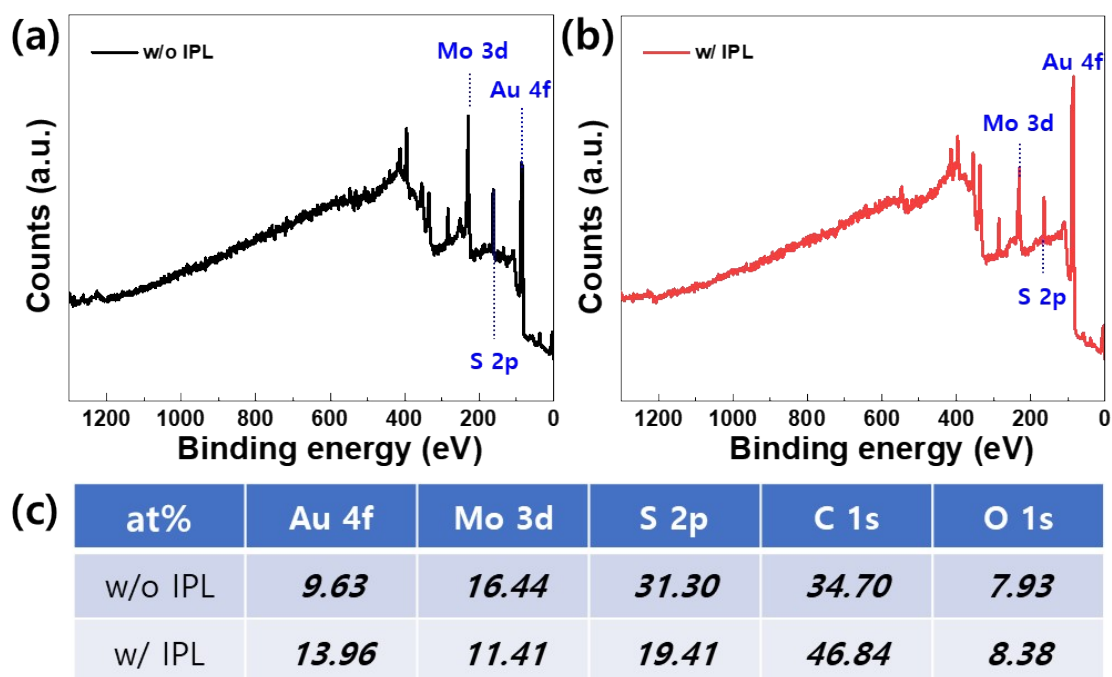 (a)
w/o IPL
Mo 3d
Au 4f
S 2p
Counts (a.u.)
1200 1000 800 600 400 200 0
Binding energy (eV)
(b)
w/ IPL
Au 4f
Mo 3d
S 2p
Counts (a.u.)
1200 1000 800 600 400 200 0
Binding energy (eV)
(c)
at% Au 4f Mo 3d S 2p C 1s O 1s
w/o IPL 9.63 16.44 31.30 34.70 7.93
w/ IPL 13.96 11.41 19.41 46.84 8.38